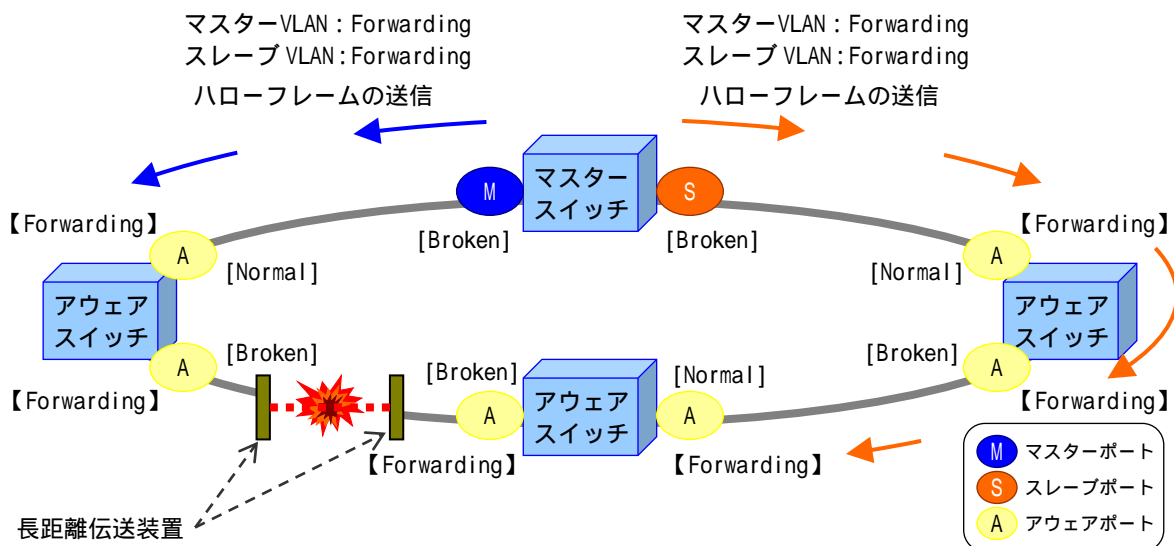 マスターVLAN : Forwarding
スレーブ VLAN : Forwarding
ハローフレームの送信
マスターVLAN : Forwarding
スレーブ VLAN : Forwarding
ハローフレームの送信
M
マスター
スイッチ
S
[Broken]
[Broken]
【Forwarding】
A
[Normal]
アウェア
スイッチ
A
[Broken]
【Forwarding】
【Forwarding】
A
[Normal]
アウェア
スイッチ
[Broken]
A
【Forwarding】
[Broken]
A
アウェア
スイッチ
[Normal]
A
【Forwarding】
【Forwarding】
長距離伝送装置
M マスターポート
S スレーブポート
A アウェアポート